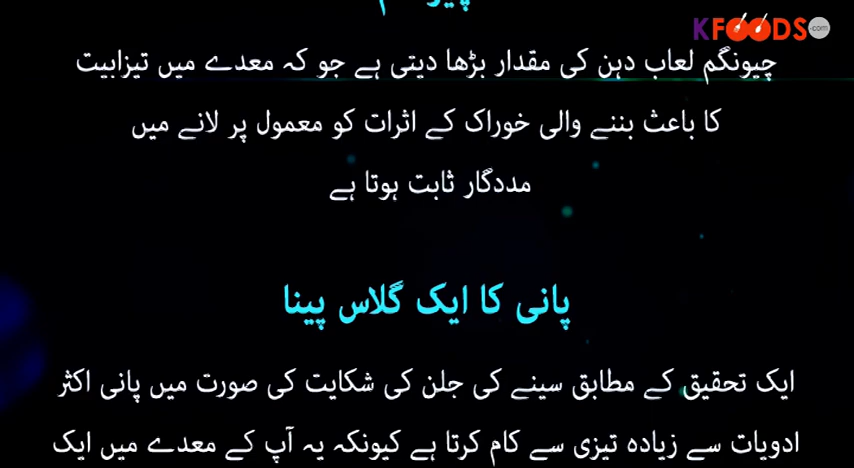 KFOODS.com
چیونگم لعاب دہن کی مقدار بڑھا دیتی ہے جو کہ معدے میں تیزابیت
کا باعث بننے والی خوراک کے اثرات کو معمول پر لانے میں
مددگار ثابت ہوتا ہے
پانی کا ایک گلاس پینا
ایک تحقیق کے مطابق سینے کی جلن کی شکایت کی صورت میں پانی اکثر
ادویات سے زیادہ تیزی سے کام کرتا ہے کیونکہ یہ آپ کے معدے میں ایک